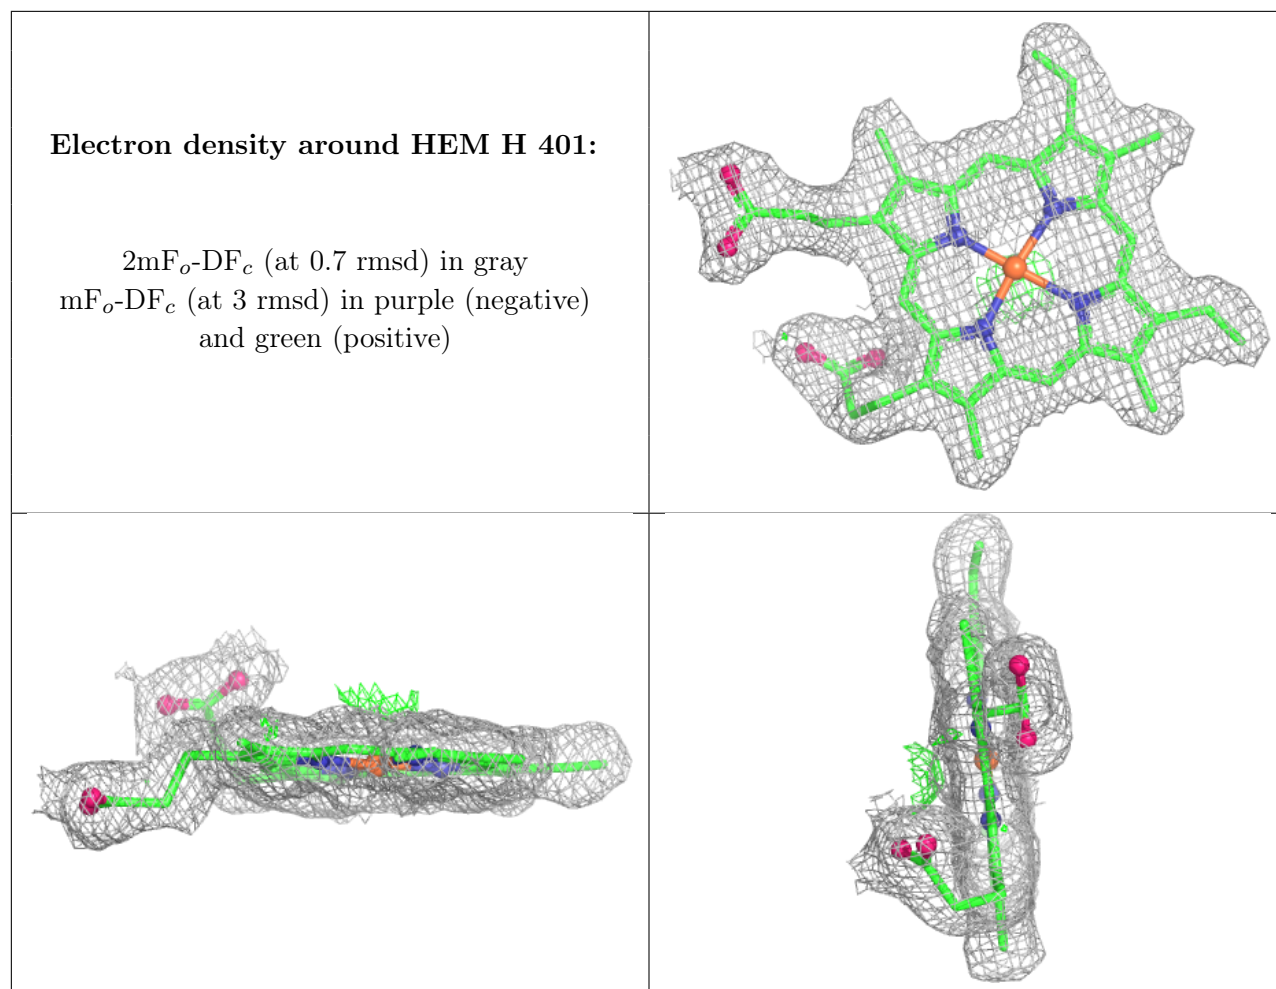 Electron density around HEM H 401:
2mFₒ-DF𝒸 (at 0.7 rmsd) in gray
mFₒ-DF𝒸 (at 3 rmsd) in purple (negative)
and green (positive)